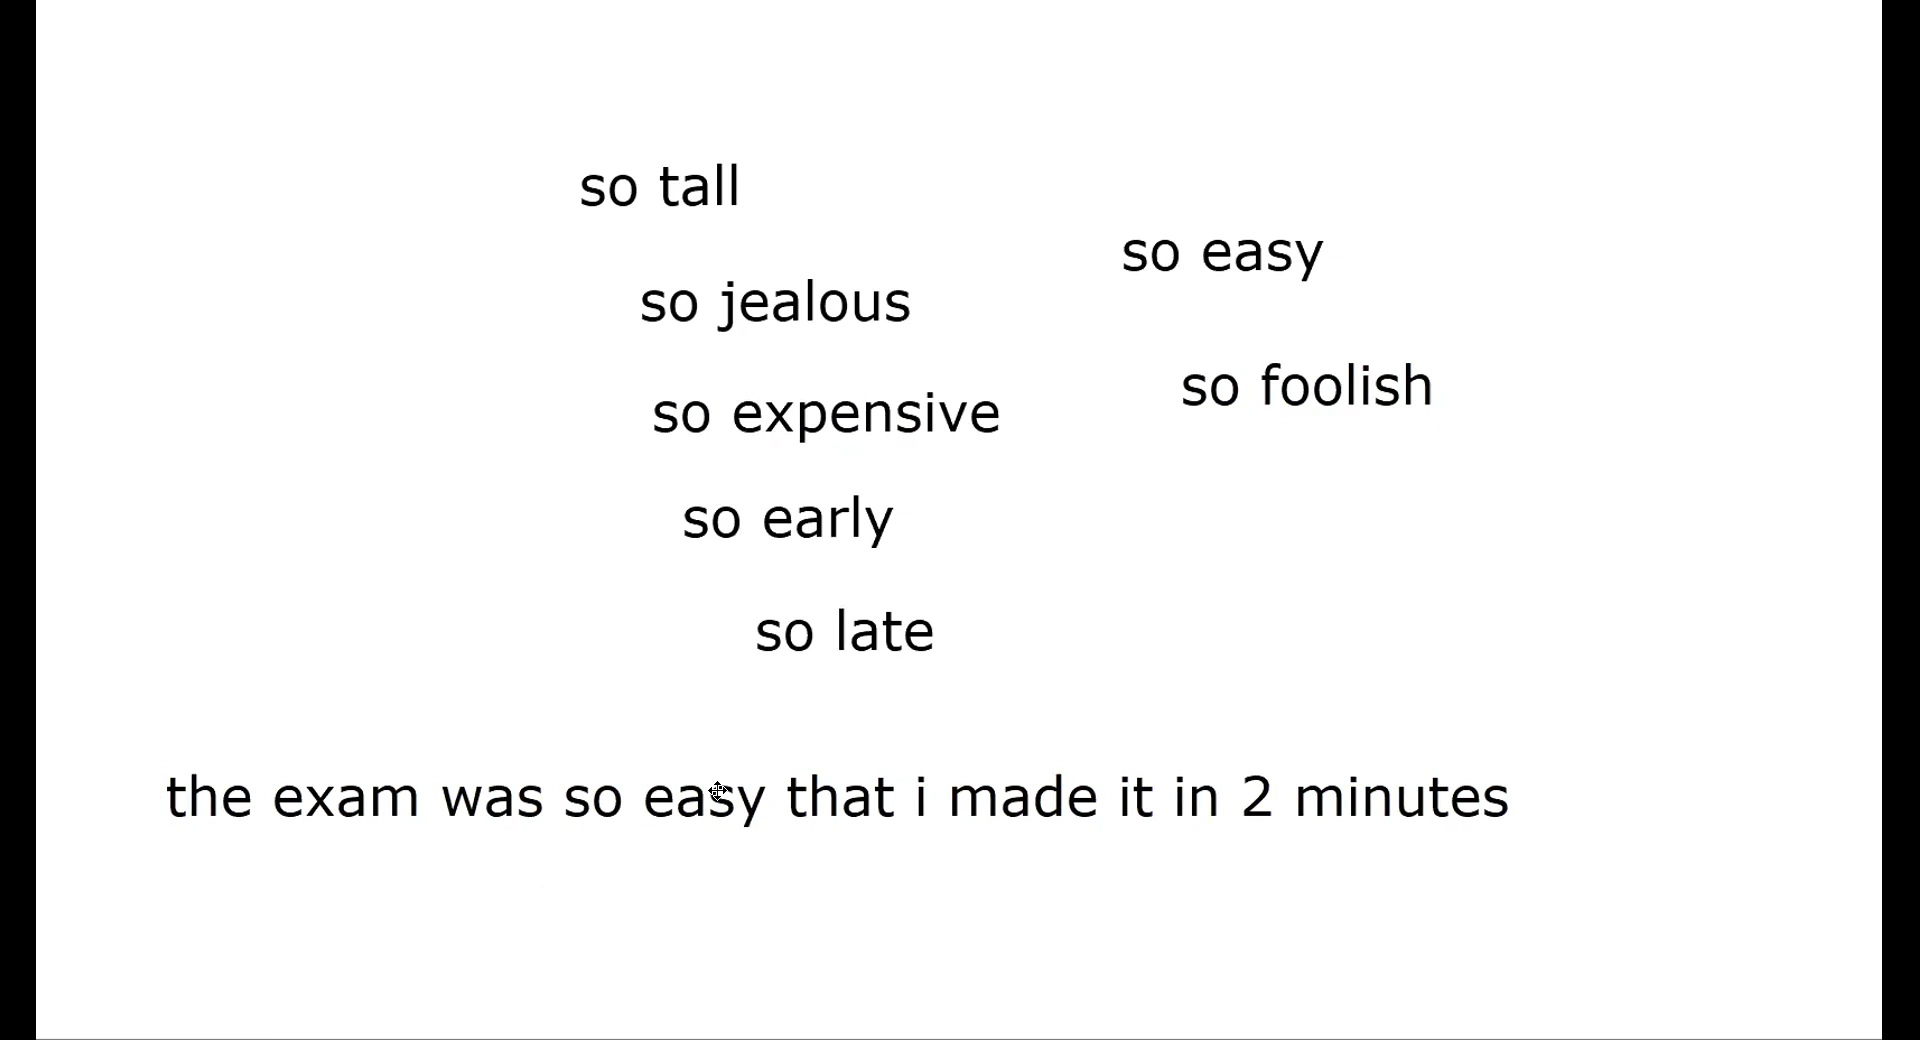 so tall
so easy
so jealous
so foolish
so expensive
so early
so late
the exam was so easy that i made it in 2 minutes